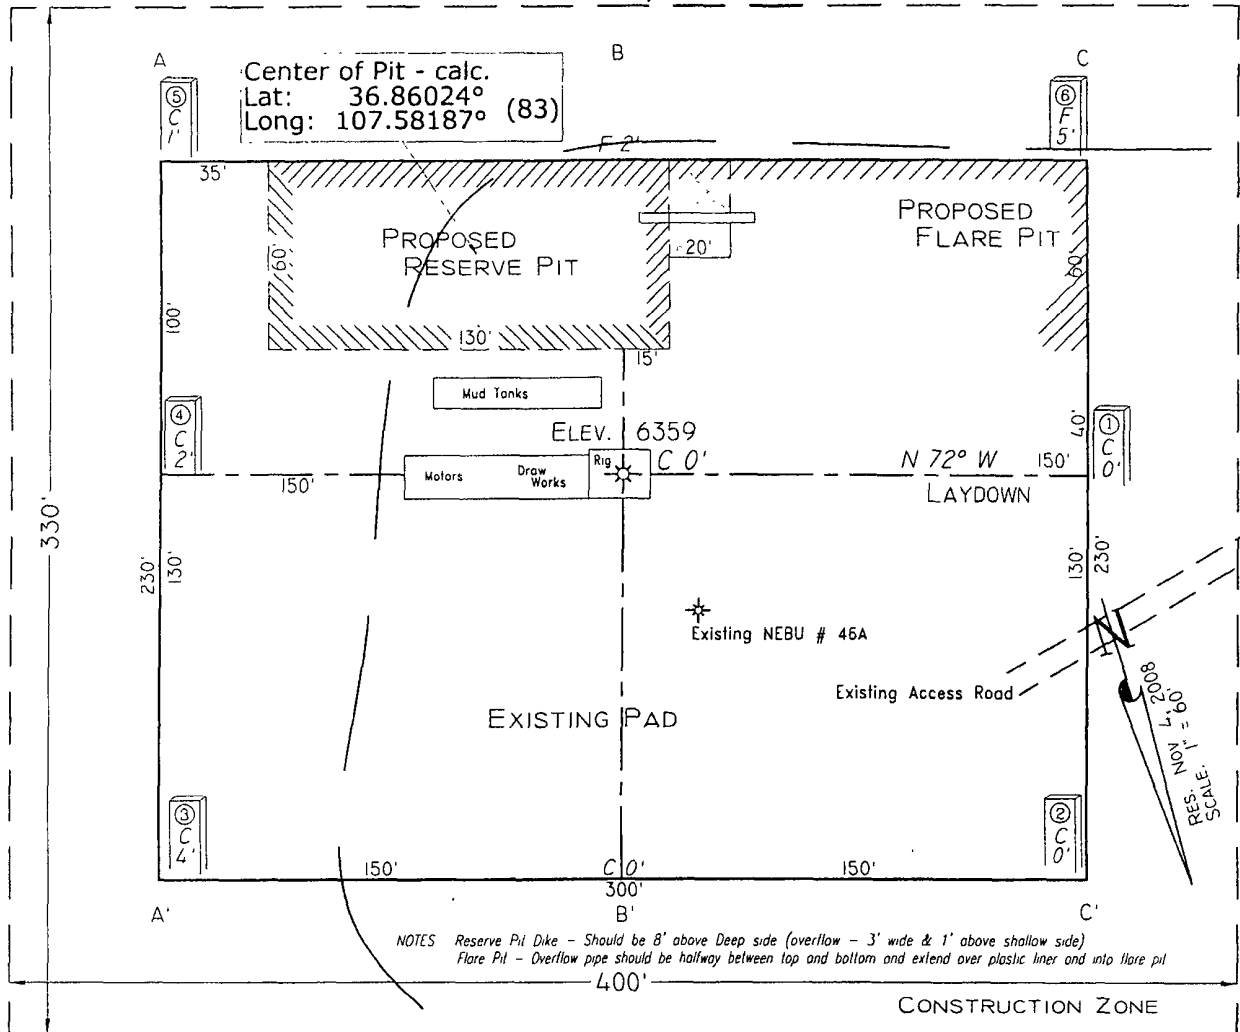 A
B
C
Center of Pit - calc.
Lat: 36.86024°
Long: 107.58187° (83)
⑤
C
1'
⑥
F
5'
F 2'
35'
PROPOSED
RESERVE PIT
60'
20'
PROPOSED
FLARE PIT
60'
100'
130'
15'
Mud Tanks
④
C
2'
ELEV. 6359
40'
①
C
0'
Rig
C 0'
N 72° W
150'
Motors
Draw
Works
150'
LAYDOWN
330'
230'
130'
130'
230'
Existing NEBU # 46A
Existing Access Road
N
RES. NOV 4, 2008
SCALE. 1" = 60'
EXISTING PAD
③
C
4'
②
C
0'
150'
C 0'
150'
300'
A'
B'
C'
NOTES Reserve Pit Dike - Should be 8' above Deep side (overflow - 3' wide & 1' above shallow side)
Flare Pit - Overflow pipe should be halfway between top and bottom and extend over plastic liner and into flare pit
400'
CONSTRUCTION ZONE